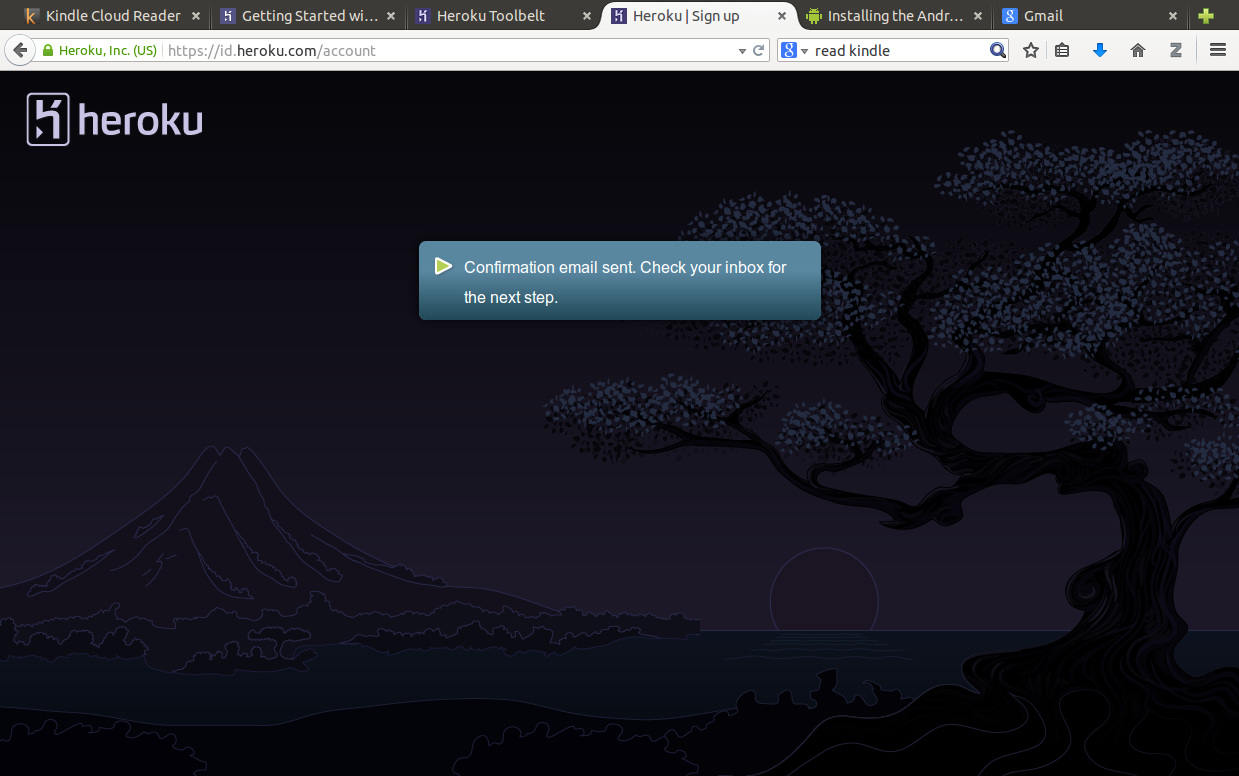 Kindle Cloud Reader
Getting Started wi...
Heroku Toolbelt
Heroku | Sign up
Installing the Andr...
Gmail
Heroku, Inc. (US)
https://id.heroku.com/account
read kindle
heroku
Confirmation email sent. Check your inbox for
the next step.